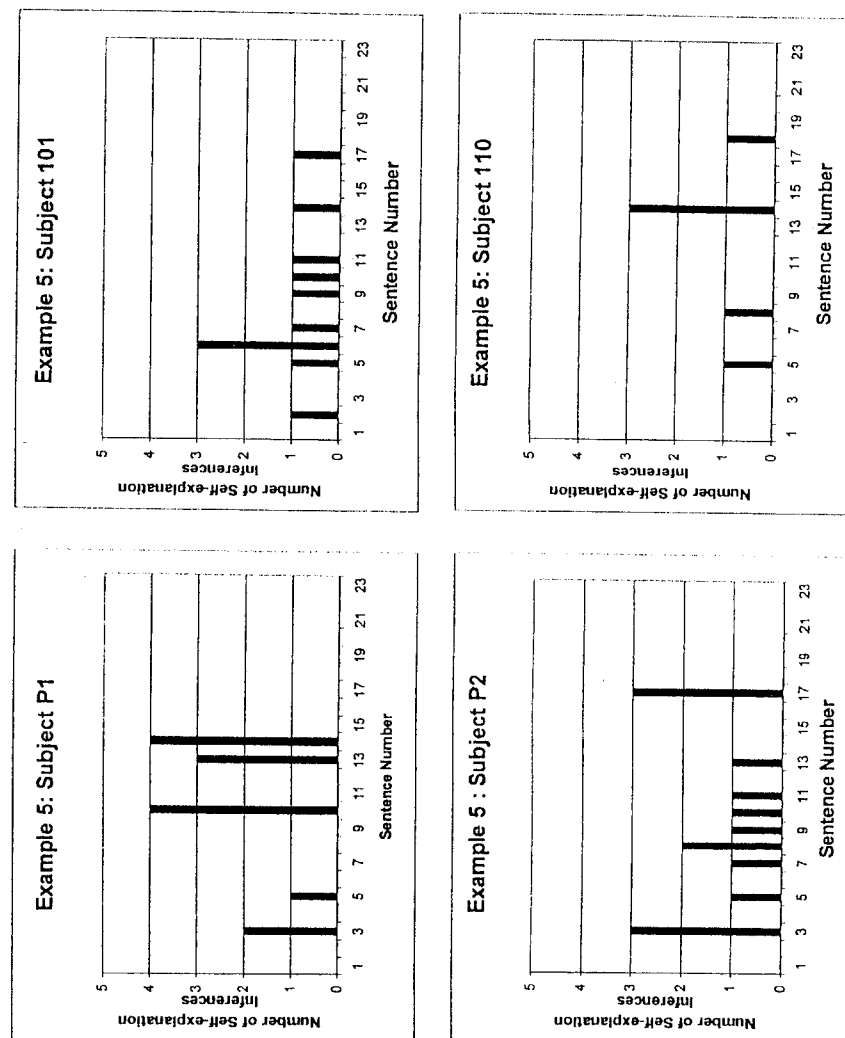 Example 5: Subject P1
Number of Self-explanation
Inferences
5
4
3
2
1
0
1 3 5 7 9 11 13 15 17 19 21 23
Sentence Number
Example 5: Subject 101
Number of Self-explanation
Inferences
5
4
3
2
1
0
1 3 5 7 9 11 13 15 17 19 21 23
Sentence Number
Example 5 : Subject P2
Number of Self-explanation
Inferences
5
4
3
2
1
0
1 3 5 7 9 11 13 15 17 19 21 23
Sentence Number
Example 5: Subject 110
Number of Self-explanation
Inferences
5
4
3
2
1
0
1 3 5 7 9 11 13 15 17 19 21 23
Sentence Number